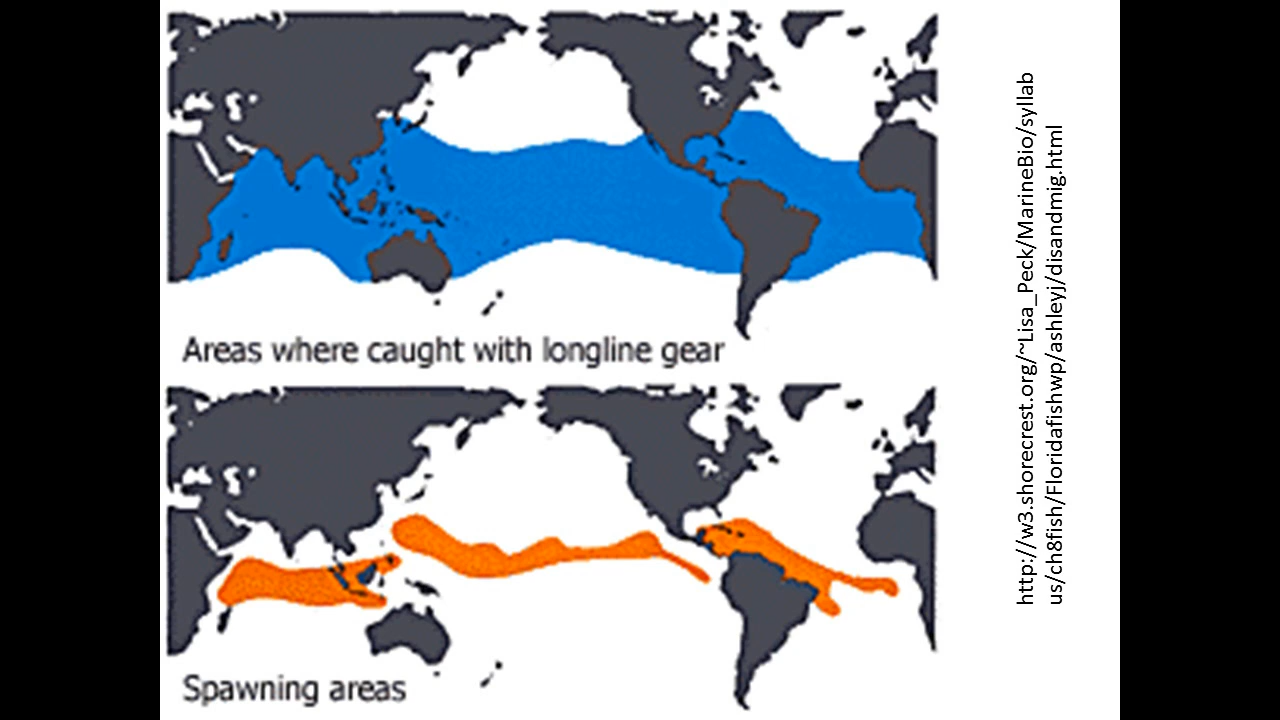 Areas where caught with longline gear
Spawning areas
http://w3.shorecrest.org/~Lisa_Peck/MarineBio/syllab
us/ch8fish/Floridafishwp/ashleyj/disandmig.html